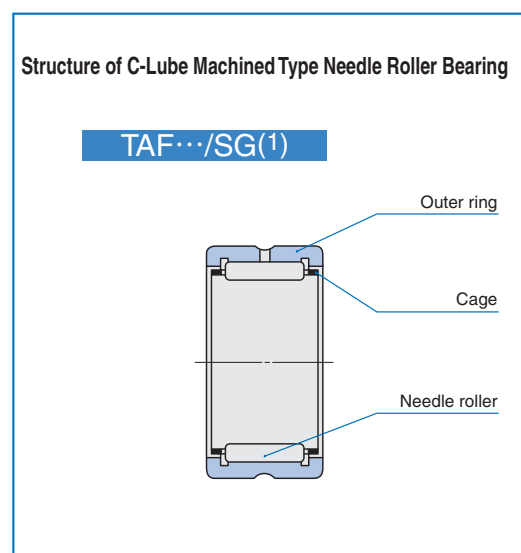 Structure of C-Lube Machined Type Needle Roller Bearing
TAF···/SG(1)
Outer ring
Cage
Needle roller